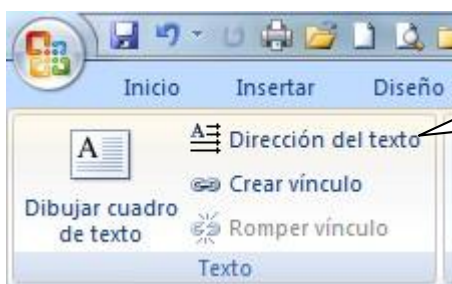 Inicio Insertar Diseño
Dirección del texto
Crear vínculo
Dibujar cuadro
de texto
Romper vínculo
Texto